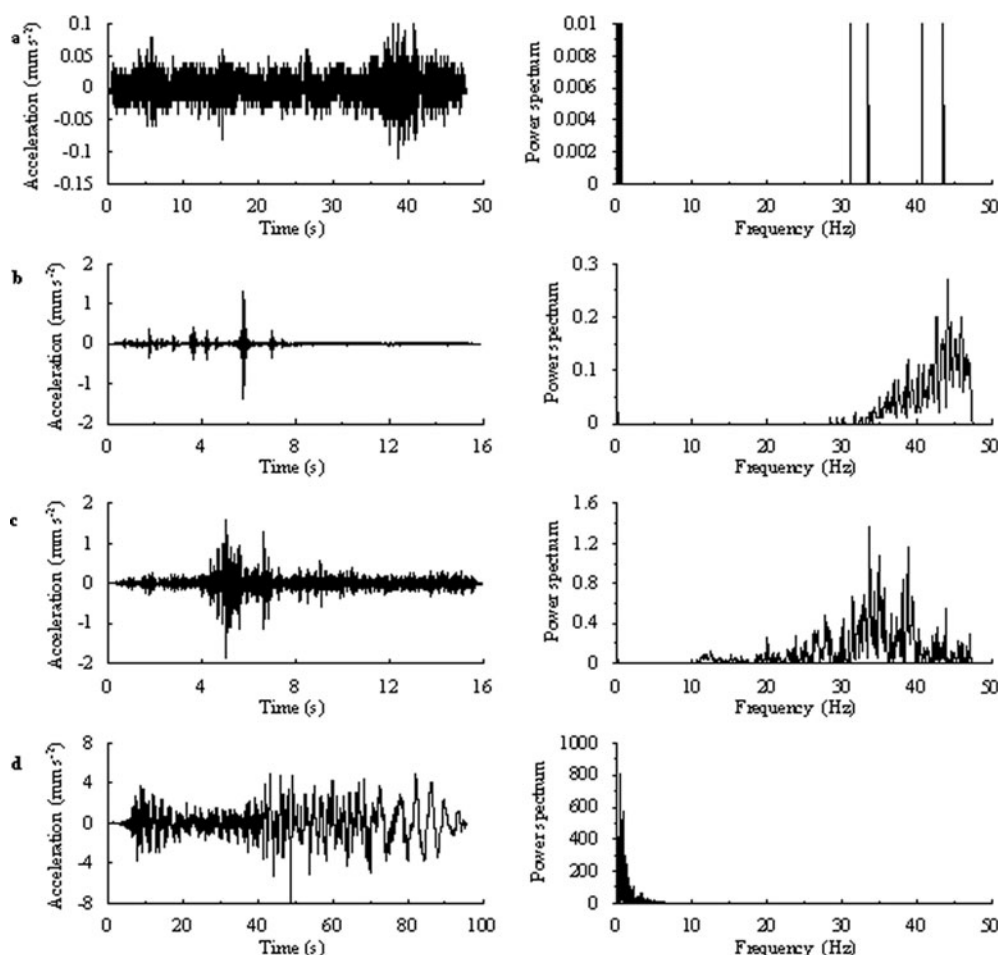 a
Acceleration (mm s⁻²)
0.1
0.05
0
-0.05
-0.1
-0.15
0 10 20 30 40 50
Time (s)
Power spectrum
0.01
0.008
0.006
0.004
0.002
0
0 10 20 30 40 50
Frequency (Hz)
b
Acceleration (mm s⁻²)
2
1
0
-1
-2
0 4 8 12 16
Time (s)
Power spectrum
0.3
0.2
0.1
0
0 10 20 30 40 50
Frequency (Hz)
c
Acceleration (mm s⁻²)
2
1
0
-1
-2
0 4 8 12 16
Time (s)
Power spectrum
1.6
1.2
0.8
0.4
0
0 10 20 30 40 50
Frequency (Hz)
d
Acceleration (mm s⁻²)
8
4
0
-4
-8
0 20 40 60 80 100
Time (s)
Power spectrum
1000
800
600
400
200
0
0 10 20 30 40 50
Frequency (Hz)